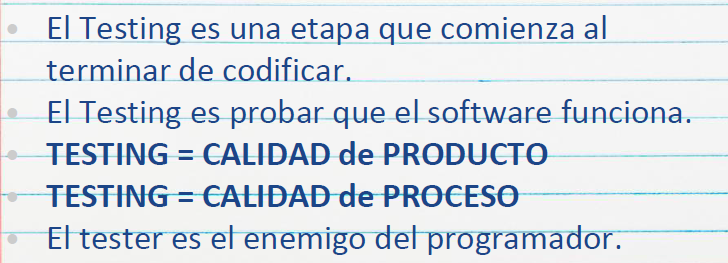 El Testing es una etapa que comienza al
terminar de codificar.
El Testing es probar que el software funciona.
TESTING = CALIDAD de PRODUCTO
TESTING = CALIDAD de PROCESO
El tester es el enemigo del programador.